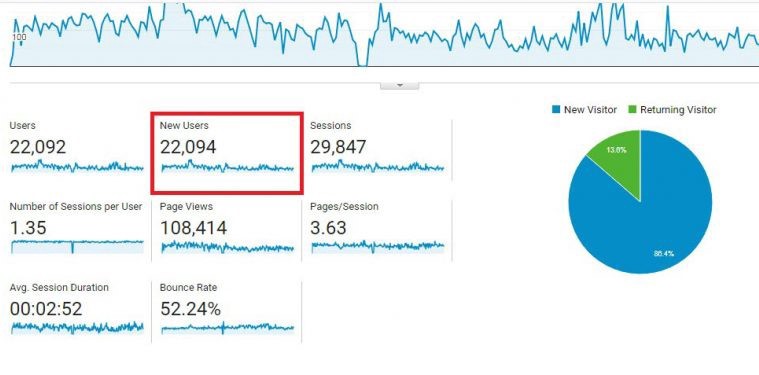 100
New Visitor Returning Visitor
Users New Users Sessions
22,092 22,094 29,847
13.6%
Number of Sessions per User Page Views Pages/Session
1.35 108,414 3.63
86.4%
Avg. Session Duration Bounce Rate
00:02:52 52.24%